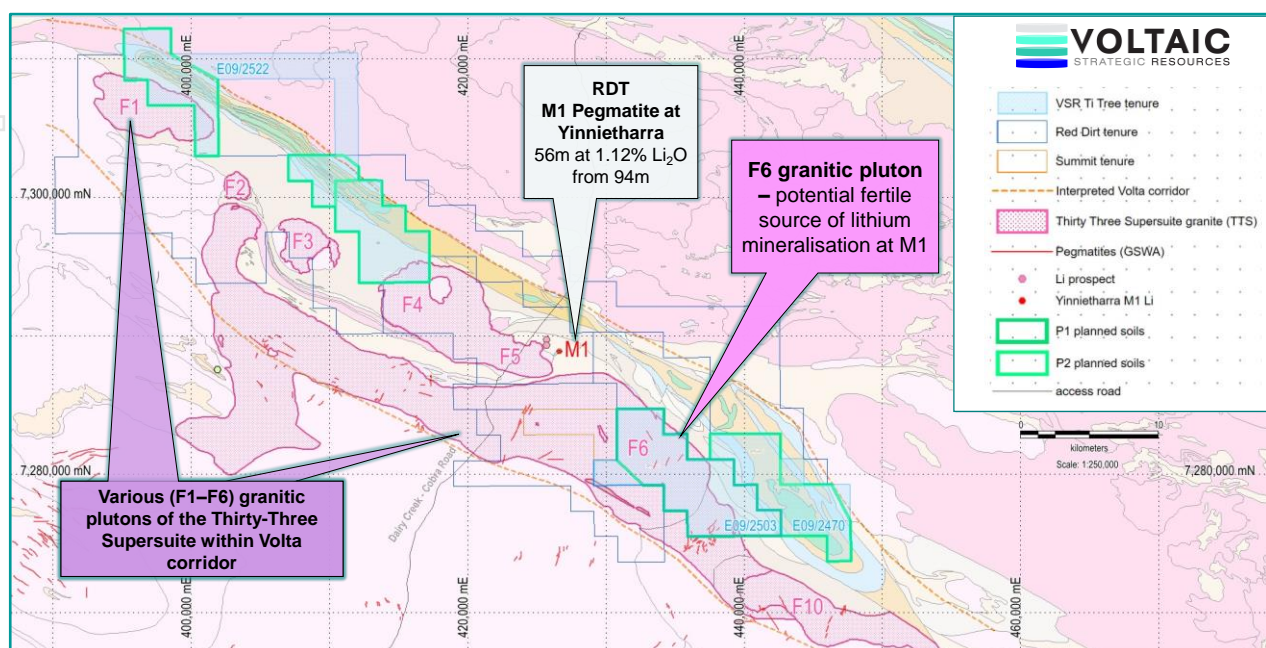 VOLTAIC
STRATEGIC RESOURCES
VSR Ti Tree tenure
Red Dirt tenure
Summit tenure
Interpreted Volta corridor
Thirty Three Supersuite granite (TTS)
Pegmatites (GSWA)
Li prospect
Yinnietharra M1 Li
P1 planned soils
P2 planned soils
access road
0
10
kilometers
Scale: 1:250,000
400,000 mE
420,000 mE
440,000 mE
E09/2522
F1
RDT
M1 Pegmatite at
Yinnietharra
56m at 1.12% Li₂O
from 94m
F6 granitic pluton
– potential fertile
source of lithium
mineralisation at M1
7,300,000 mN
F2
F3
F4
F5
M1
F6
7,280,000 mN
7,280,000 mN
Dairy Creek - Cobra Road
Various (F1–F6) granitic
plutons of the Thirty-Three
Supersuite within Volta
corridor
E09/2503
E09/2470
F10
400,000 mE
420,000 mE
440,000 mE
460,000 mE